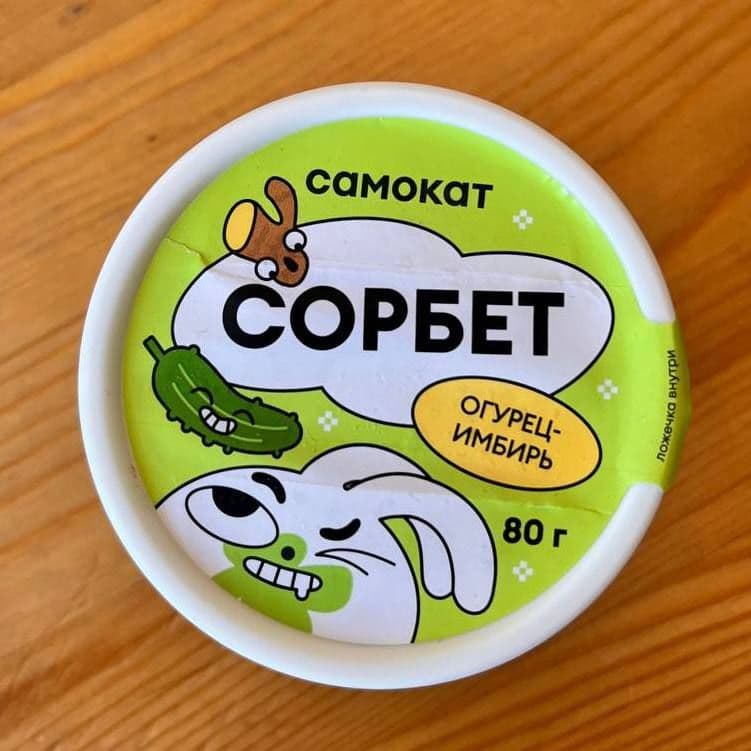 самокат
СОРБЕТ
ОГУРЕЦ-
ИМБИРЬ
80 г
ложечка внутри